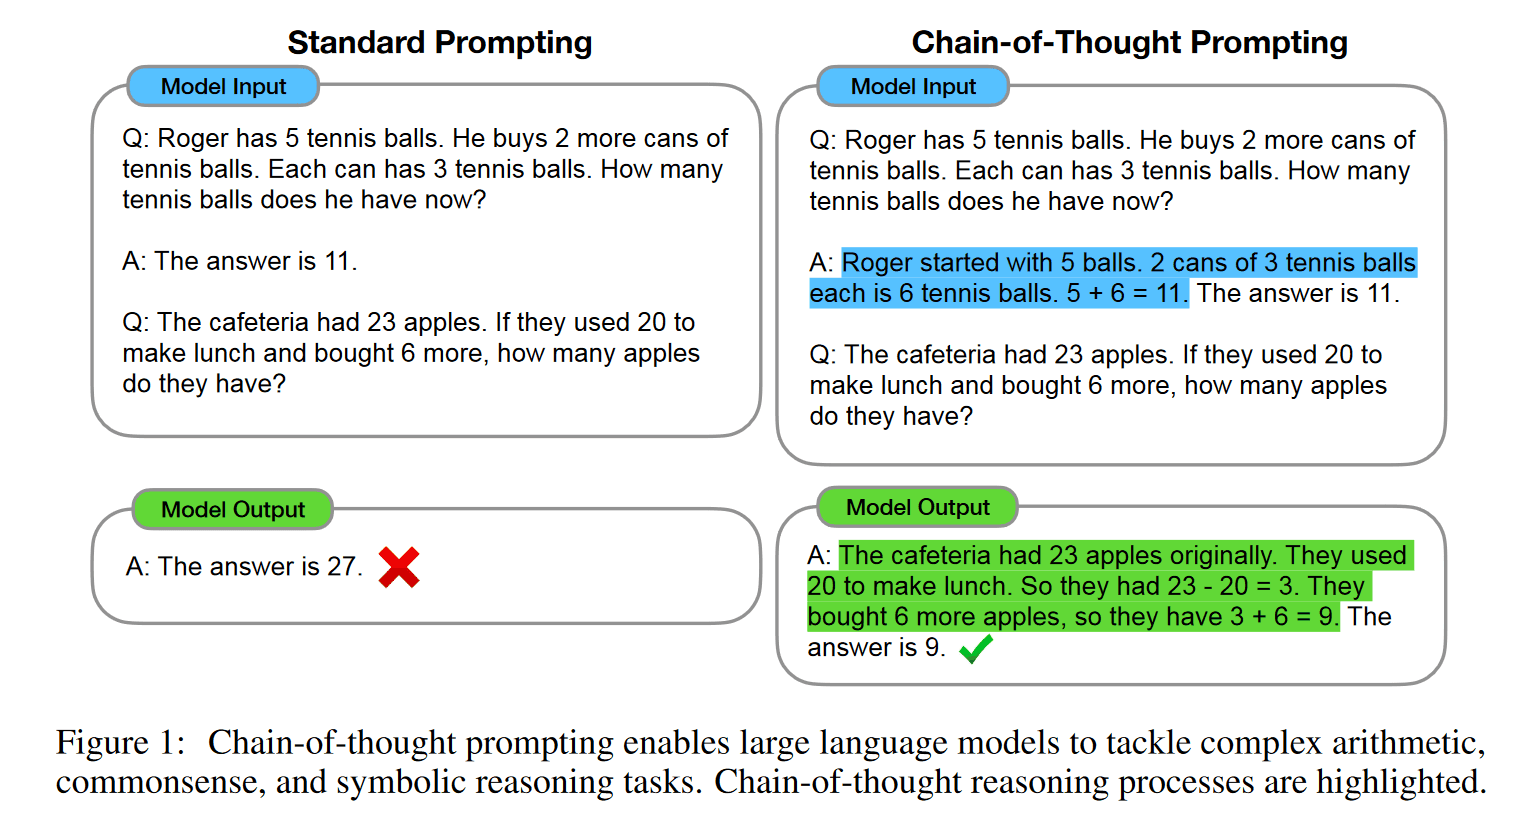 Standard Prompting
Model Input
Q: Roger has 5 tennis balls. He buys 2 more cans of
tennis balls. Each can has 3 tennis balls. How many
tennis balls does he have now?
A: The answer is 11.
Q: The cafeteria had 23 apples. If they used 20 to
make lunch and bought 6 more, how many apples
do they have?
Model Output
A: The answer is 27.
Chain-of-Thought Prompting
Model Input
Q: Roger has 5 tennis balls. He buys 2 more cans of
tennis balls. Each can has 3 tennis balls. How many
tennis balls does he have now?
A: Roger started with 5 balls. 2 cans of 3 tennis balls
each is 6 tennis balls. 5 + 6 = 11. The answer is 11.
Q: The cafeteria had 23 apples. If they used 20 to
make lunch and bought 6 more, how many apples
do they have?
Model Output
A: The cafeteria had 23 apples originally. They used
20 to make lunch. So they had 23 - 20 = 3. They
bought 6 more apples, so they have 3 + 6 = 9. The
answer is 9.
Figure 1: Chain-of-thought prompting enables large language models to tackle complex arithmetic,
commonsense, and symbolic reasoning tasks. Chain-of-thought reasoning processes are highlighted.